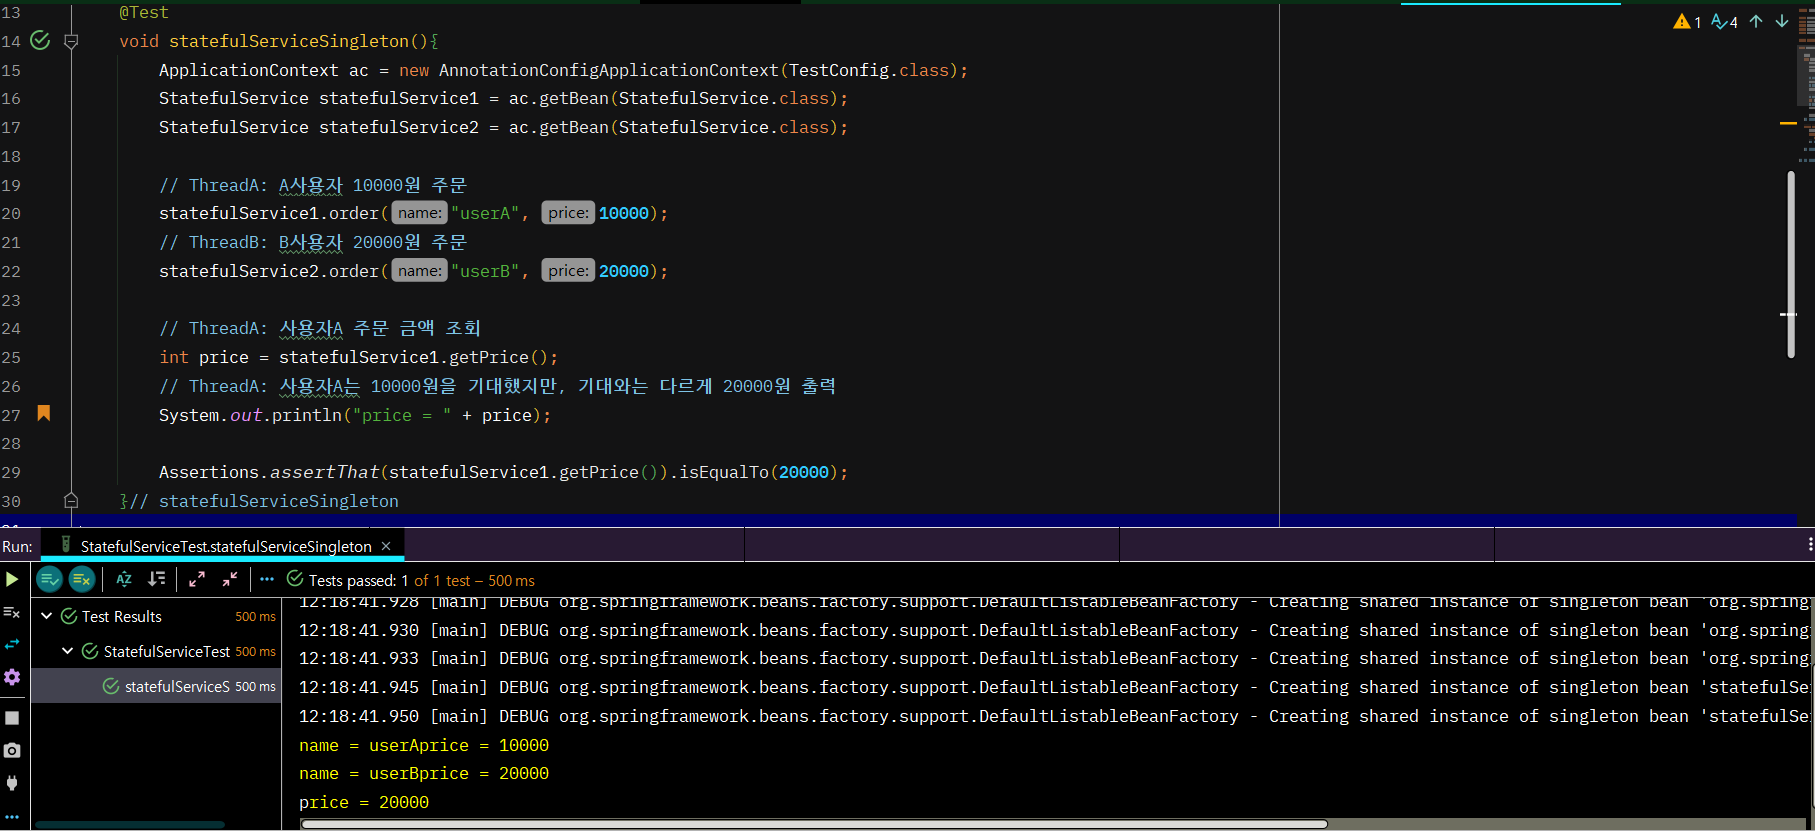 13 @Test
14 void statefulServiceSingleton(){
15 ApplicationContext ac = new AnnotationConfigApplicationContext(TestConfig.class);
16 StatefulService statefulService1 = ac.getBean(StatefulService.class);
17 StatefulService statefulService2 = ac.getBean(StatefulService.class);
18
19 // ThreadA: A사용자 10000원 주문
20 statefulService1.order( name: "userA", price: 10000);
21 // ThreadB: B사용자 20000원 주문
22 statefulService2.order( name: "userB", price: 20000);
23
24 // ThreadA: 사용자A 주문 금액 조회
25 int price = statefulService1.getPrice();
26 // ThreadA: 사용자A는 10000원을 기대했지만, 기대와는 다르게 20000원 출력
27 System.out.println("price = " + price);
28
29 Assertions.assertThat(statefulService1.getPrice()).isEqualTo(20000);
30 }// statefulServiceSingleton
1 4
Run: StatefulServiceTest.statefulServiceSingleton
Tests passed: 1 of 1 test – 500 ms
Test Results 500 ms
StatefulServiceTest 500 ms
statefulServiceS 500 ms
12:18:41.928 [main] DEBUG org.springframework.beans.factory.support.DefaultListableBeanFactory - Creating shared instance of singleton bean 'org.spring
12:18:41.930 [main] DEBUG org.springframework.beans.factory.support.DefaultListableBeanFactory - Creating shared instance of singleton bean 'org.spring
12:18:41.933 [main] DEBUG org.springframework.beans.factory.support.DefaultListableBeanFactory - Creating shared instance of singleton bean 'org.spring
12:18:41.945 [main] DEBUG org.springframework.beans.factory.support.DefaultListableBeanFactory - Creating shared instance of singleton bean 'statefulSe
12:18:41.950 [main] DEBUG org.springframework.beans.factory.support.DefaultListableBeanFactory - Creating shared instance of singleton bean 'statefulSe
name = userAprice = 10000
name = userBprice = 20000
price = 20000